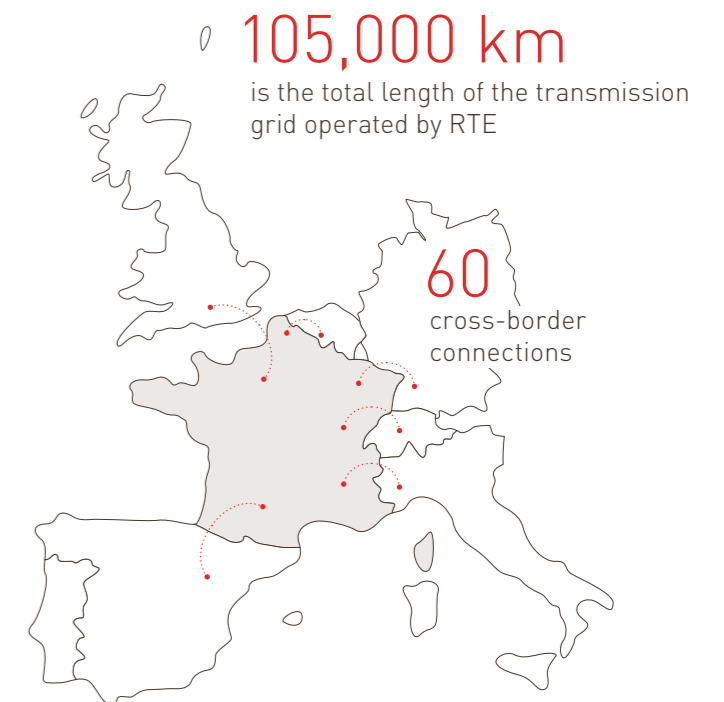 105,000 km
is the total length of the transmission
grid operated by RTE
60
cross-border
connections